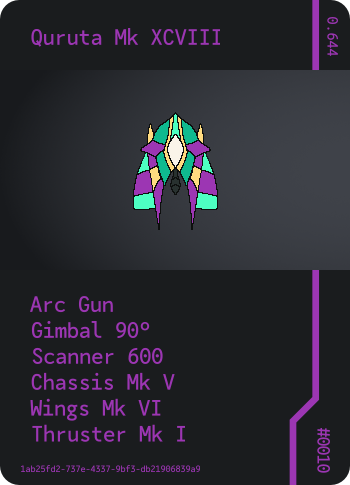 Quruta Mk XCVIII
0.644
Arc Gun
Gimbal 90º
Scanner 600
Chassis Mk V
Wings Mk VI
Thruster Mk I
#0010
1ab25fd2-737e-4337-9bf3-db21906839a9